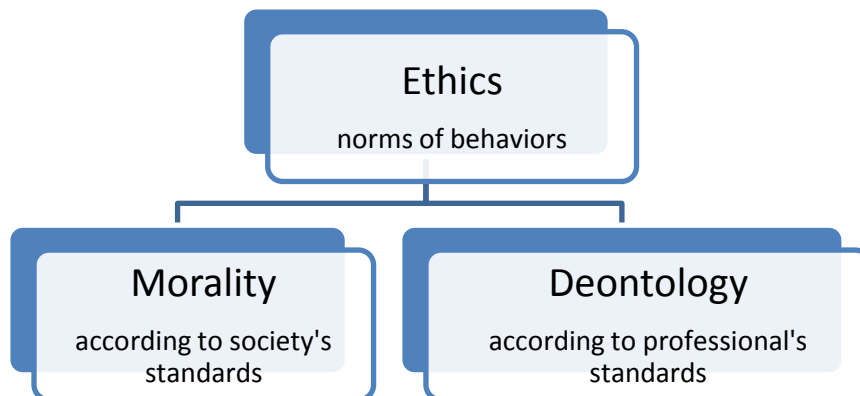 Ethics
norms of behaviors
Morality
according to society's
standards
Deontology
according to professional's
standards